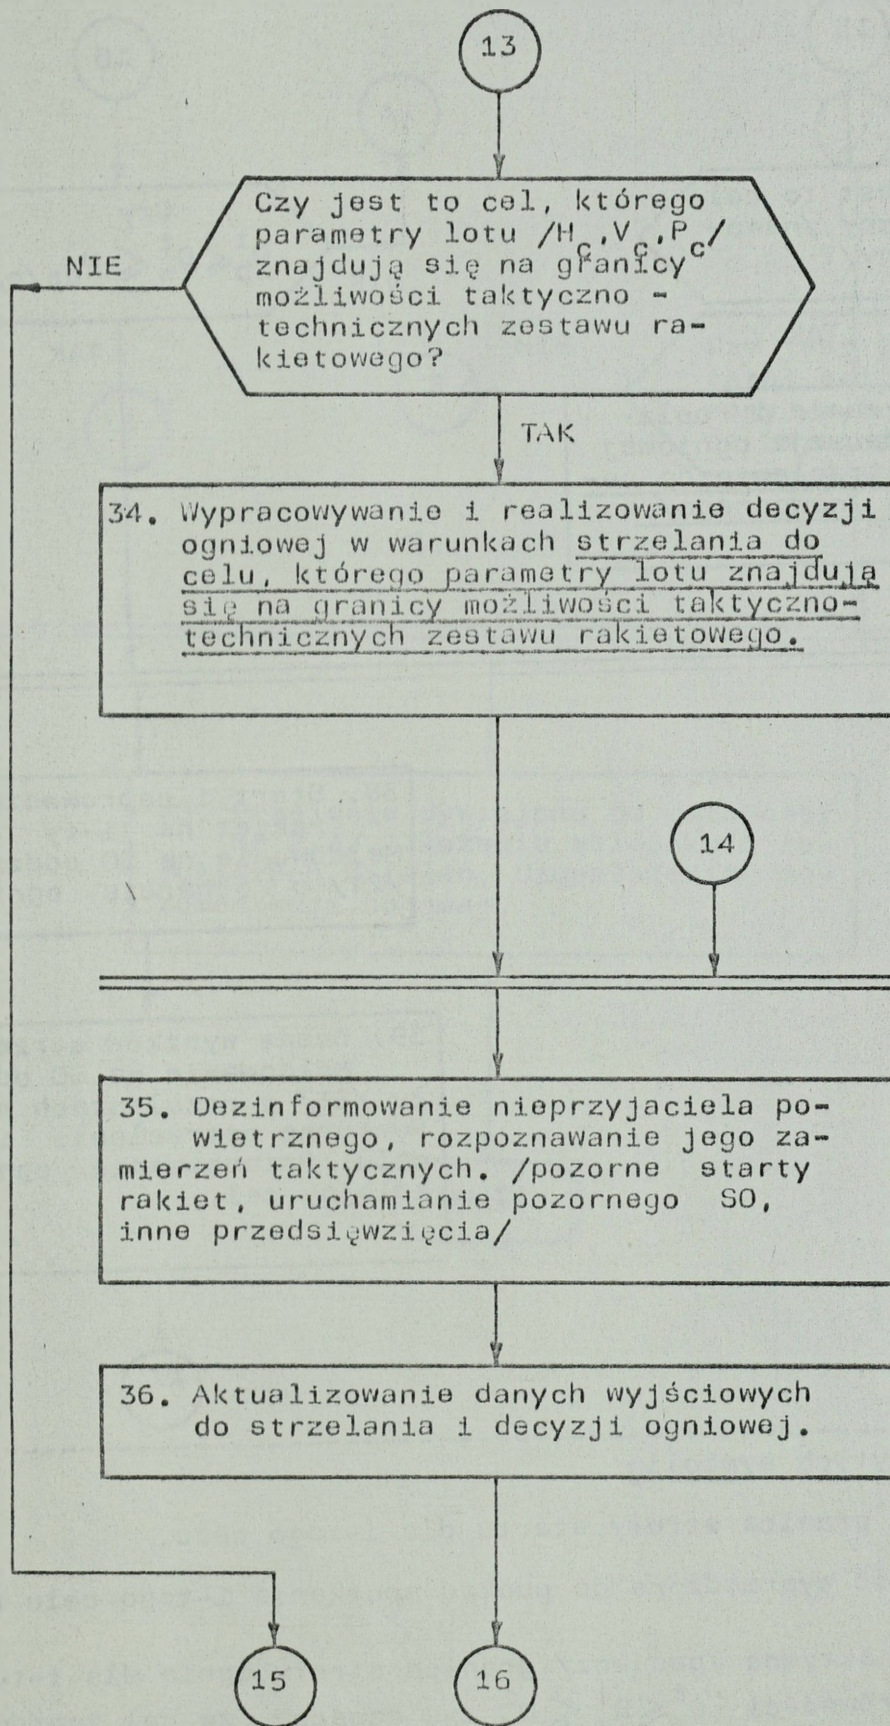 13
Czy jest to cel, którego
parametry lotu /Hc,Vc,Pc/
znajdują się na granicy
możliwości taktyczno -
technicznych zestawu ra-
kietowego?
NIE
TAK
34. Wypracowywanie i realizowanie decyzji
ogniowej w warunkach strzelania do
celu, którego parametry lotu znajdują
się na granicy możliwości taktyczno-
technicznych zestawu rakietowego.
14
35. Dezinformowanie nieprzyjaciela po-
wietrznego, rozpoznawanie jego za-
mierzeń taktycznych. /pozorne starty
rakiet, uruchamianie pozornego SO,
inne przedsięwzięcia/
36. Aktualizowanie danych wyjściowych
do strzelania i decyzji ogniowej.
15
16